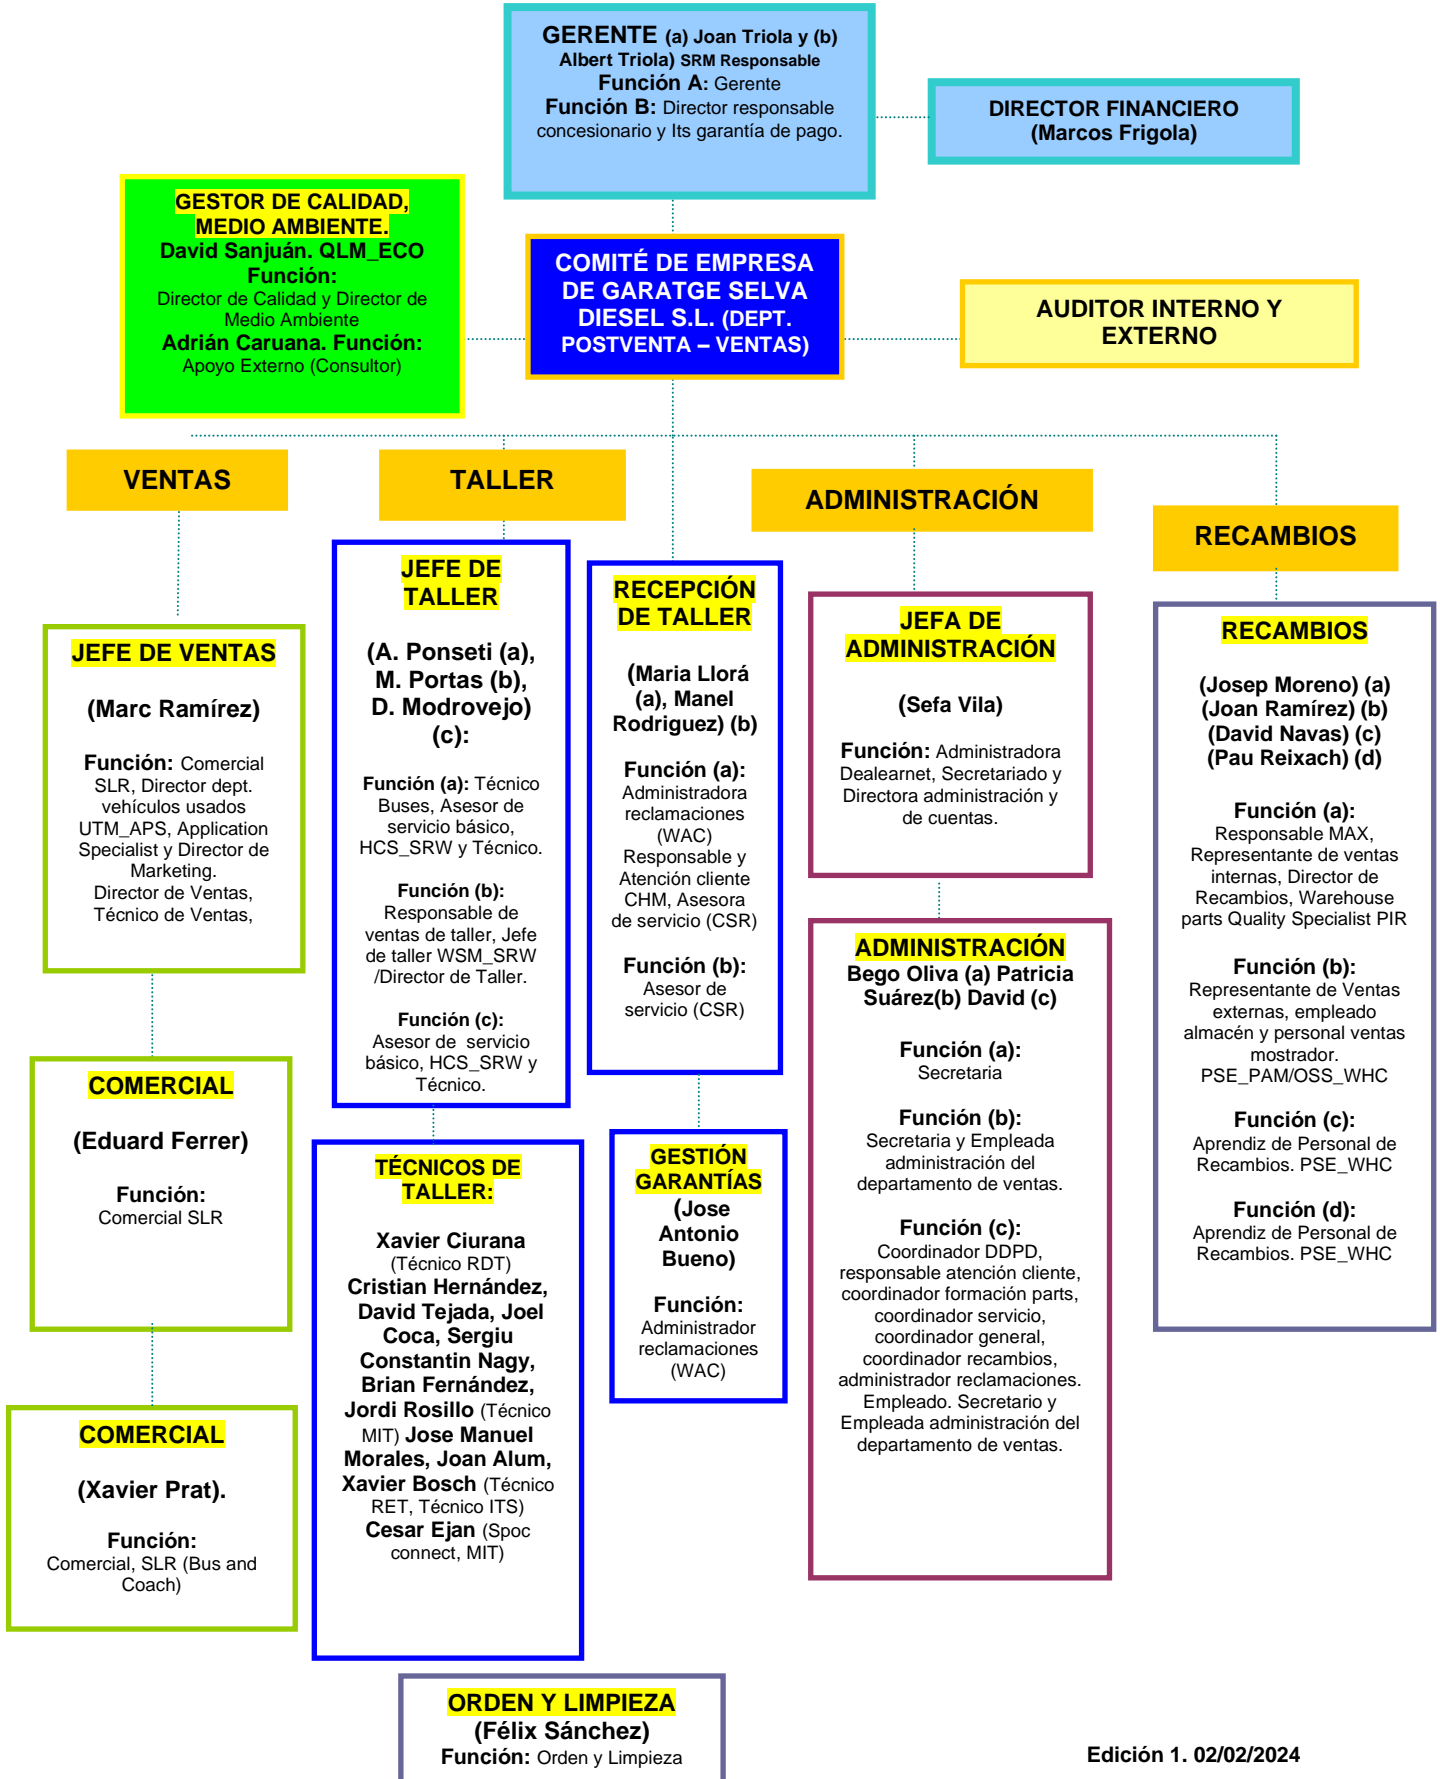 GERENTE (a) Joan Triola y (b)
Albert Triola) SRM Responsable
Función A: Gerente
Función B: Director responsable
concesionario y Its garantía de pago.
DIRECTOR FINANCIERO
(Marcos Frigola)
GESTOR DE CALIDAD,
MEDIO AMBIENTE.
David Sanjuán. QLM_ECO
Función:
Director de Calidad y Director de
Medio Ambiente
Adrián Caruana. Función:
Apoyo Externo (Consultor)
COMITÉ DE EMPRESA
DE GARATGE SELVA
DIESEL S.L. (DEPT.
POSTVENTA – VENTAS)
AUDITOR INTERNO Y
EXTERNO
VENTAS
TALLER
ADMINISTRACIÓN
RECAMBIOS
JEFE DE VENTAS
(Marc Ramírez)
Función: Comercial
SLR, Director dept.
vehículos usados
UTM_APS, Application
Specialist y Director de
Marketing.
Director de Ventas,
Técnico de Ventas,
COMERCIAL
(Eduard Ferrer)
Función:
Comercial SLR
COMERCIAL
(Xavier Prat).
Función:
Comercial, SLR (Bus and
Coach)
JEFE DE
TALLER
(A. Ponseti (a),
M. Portas (b),
D. Modrovejo)
(c):
Función (a): Técnico
Buses, Asesor de
servicio básico,
HCS_SRW y Técnico.
Función (b):
Responsable de
ventas de taller, Jefe
de taller WSM_SRW
/Director de Taller.
Función (c):
Asesor de servicio
básico, HCS_SRW y
Técnico.
TÉCNICOS DE
TALLER:
Xavier Ciurana
(Técnico RDT)
Cristian Hernández,
David Tejada, Joel
Coca, Sergiu
Constantin Nagy,
Brian Fernández,
Jordi Rosillo (Técnico
MIT) Jose Manuel
Morales, Joan Alum,
Xavier Bosch (Técnico
RET, Técnico ITS)
Cesar Ejan (Spoc
connect, MIT)
RECEPCIÓN
DE TALLER
(Maria Llorá
(a), Manel
Rodriguez) (b)
Función (a):
Administradora
reclamaciones
(WAC)
Responsable y
Atención cliente
CHM, Asesora
de servicio (CSR)
Función (b):
Asesor de
servicio (CSR)
GESTIÓN
GARANTÍAS
(Jose
Antonio
Bueno)
Función:
Administrador
reclamaciones
(WAC)
JEFA DE
ADMINISTRACIÓN
(Sefa Vila)
Función: Administradora
Dealearnet, Secretariado y
Directora administración y
de cuentas.
ADMINISTRACIÓN
Bego Oliva (a) Patricia
Suárez(b) David (c)
Función (a):
Secretaria
Función (b):
Secretaria y Empleada
administración del
departamento de ventas.
Función (c):
Coordinador DDPD,
responsable atención cliente,
coordinador formación parts,
coordinador servicio,
coordinador general,
coordinador recambios,
administrador reclamaciones.
Empleado. Secretario y
Empleada administración del
departamento de ventas.
RECAMBIOS
(Josep Moreno) (a)
(Joan Ramírez) (b)
(David Navas) (c)
(Pau Reixach) (d)
Función (a):
Responsable MAX,
Representante de ventas
internas, Director de
Recambios, Warehouse
parts Quality Specialist PIR
Función (b):
Representante de Ventas
externas, empleado
almacén y personal ventas
mostrador.
PSE_PAM/OSS_WHC
Función (c):
Aprendiz de Personal de
Recambios. PSE_WHC
Función (d):
Aprendiz de Personal de
Recambios. PSE_WHC
ORDEN Y LIMPIEZA
(Félix Sánchez)
Función: Orden y Limpieza
Edición 1. 02/02/2024